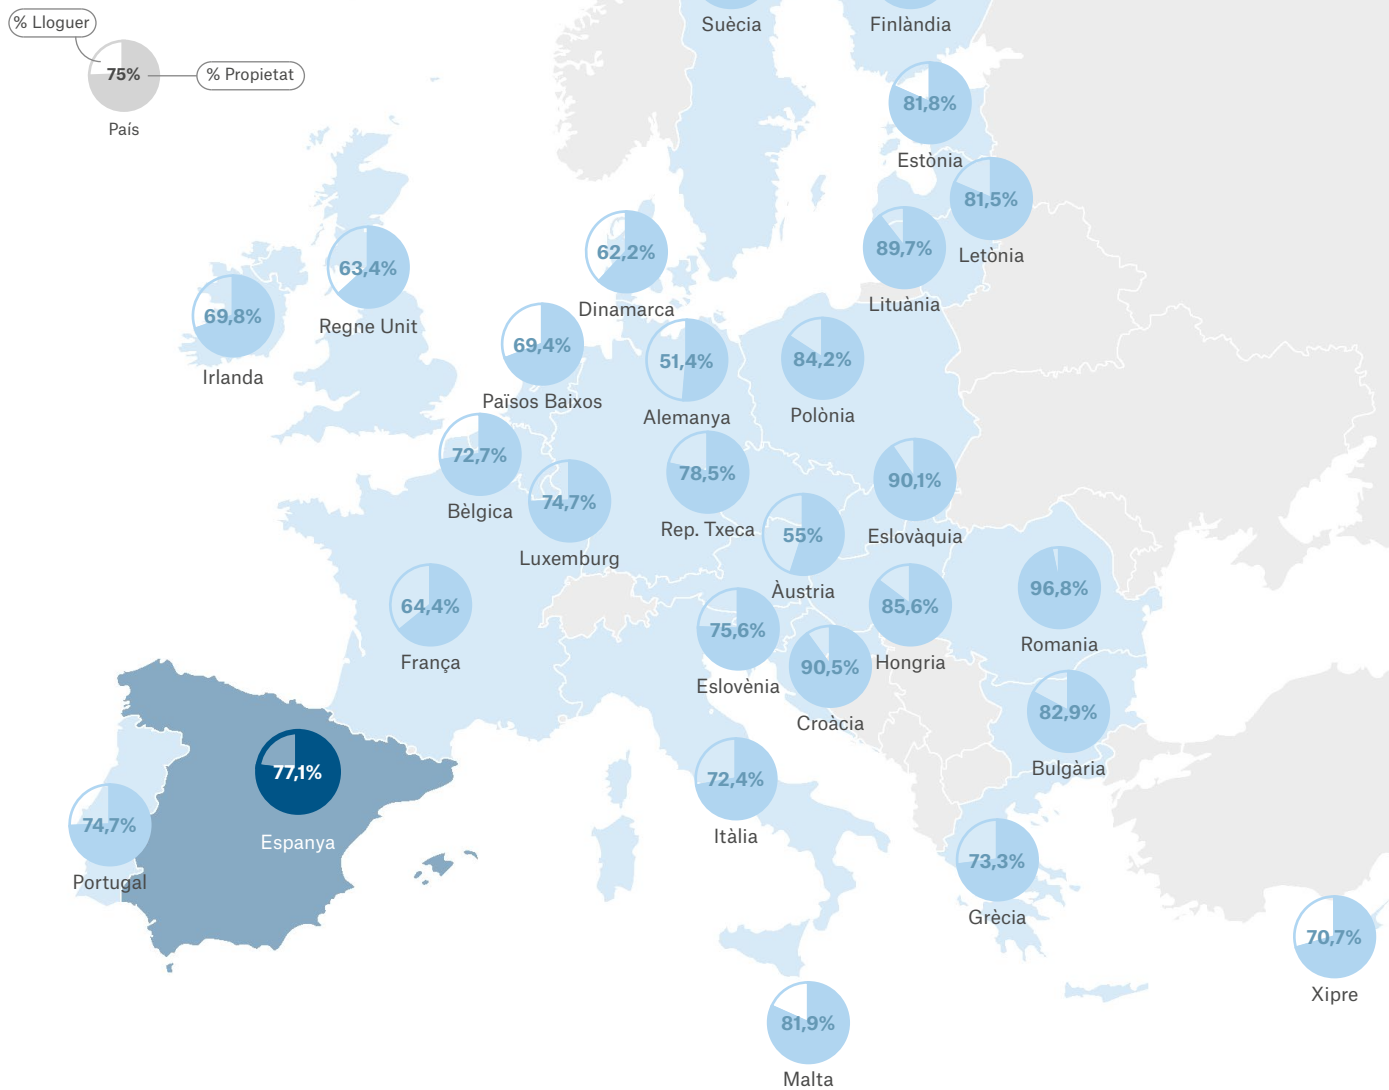 % Lloguer
75%
% Propietat
País
Suècia
Finlàndia
81,8%
Estònia
81,5%
Letònia
89,7%
Lituània
62,2%
Dinamarca
63,4%
Regne Unit
69,8%
Irlanda
69,4%
Països Baixos
51,4%
Alemanya
84,2%
Polònia
72,7%
Bèlgica
74,7%
Luxemburg
78,5%
Rep. Txeca
90,1%
Eslovàquia
55%
Àustria
64,4%
França
85,6%
Hongria
96,8%
Romania
75,6%
Eslovènia
90,5%
Croàcia
82,9%
Bulgària
77,1%
Espanya
72,4%
Itàlia
74,7%
Portugal
73,3%
Grècia
70,7%
Xipre
81,9%
Malta